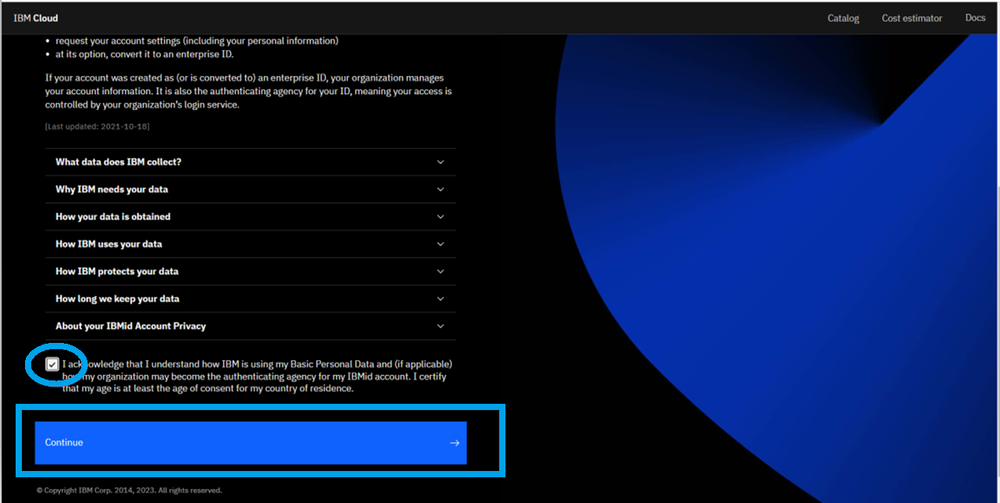 IBM Cloud
Catalog
Cost estimator
Docs
• request your account settings (including your personal information)
• at its option, convert it to an enterprise ID.
If your account was created as (or is converted to) an enterprise ID, your organization manages
your account information. It is also the authenticating agency for your ID, meaning your access is
controlled by your organization's login service.
[Last updated: 2021-10-18]
What data does IBM collect?
Why IBM needs your data
How your data is obtained
How IBM uses your data
How IBM protects your data
How long we keep your data
About your IBMid Account Privacy
I acknowledge that I understand how IBM is using my Basic Personal Data and (if applicable)
how my organization may become the authenticating agency for my IBMid account. I certify
that my age is at least the age of consent for my country of residence.
Continue
© Copyright IBM Corp. 2014, 2023. All rights reserved.